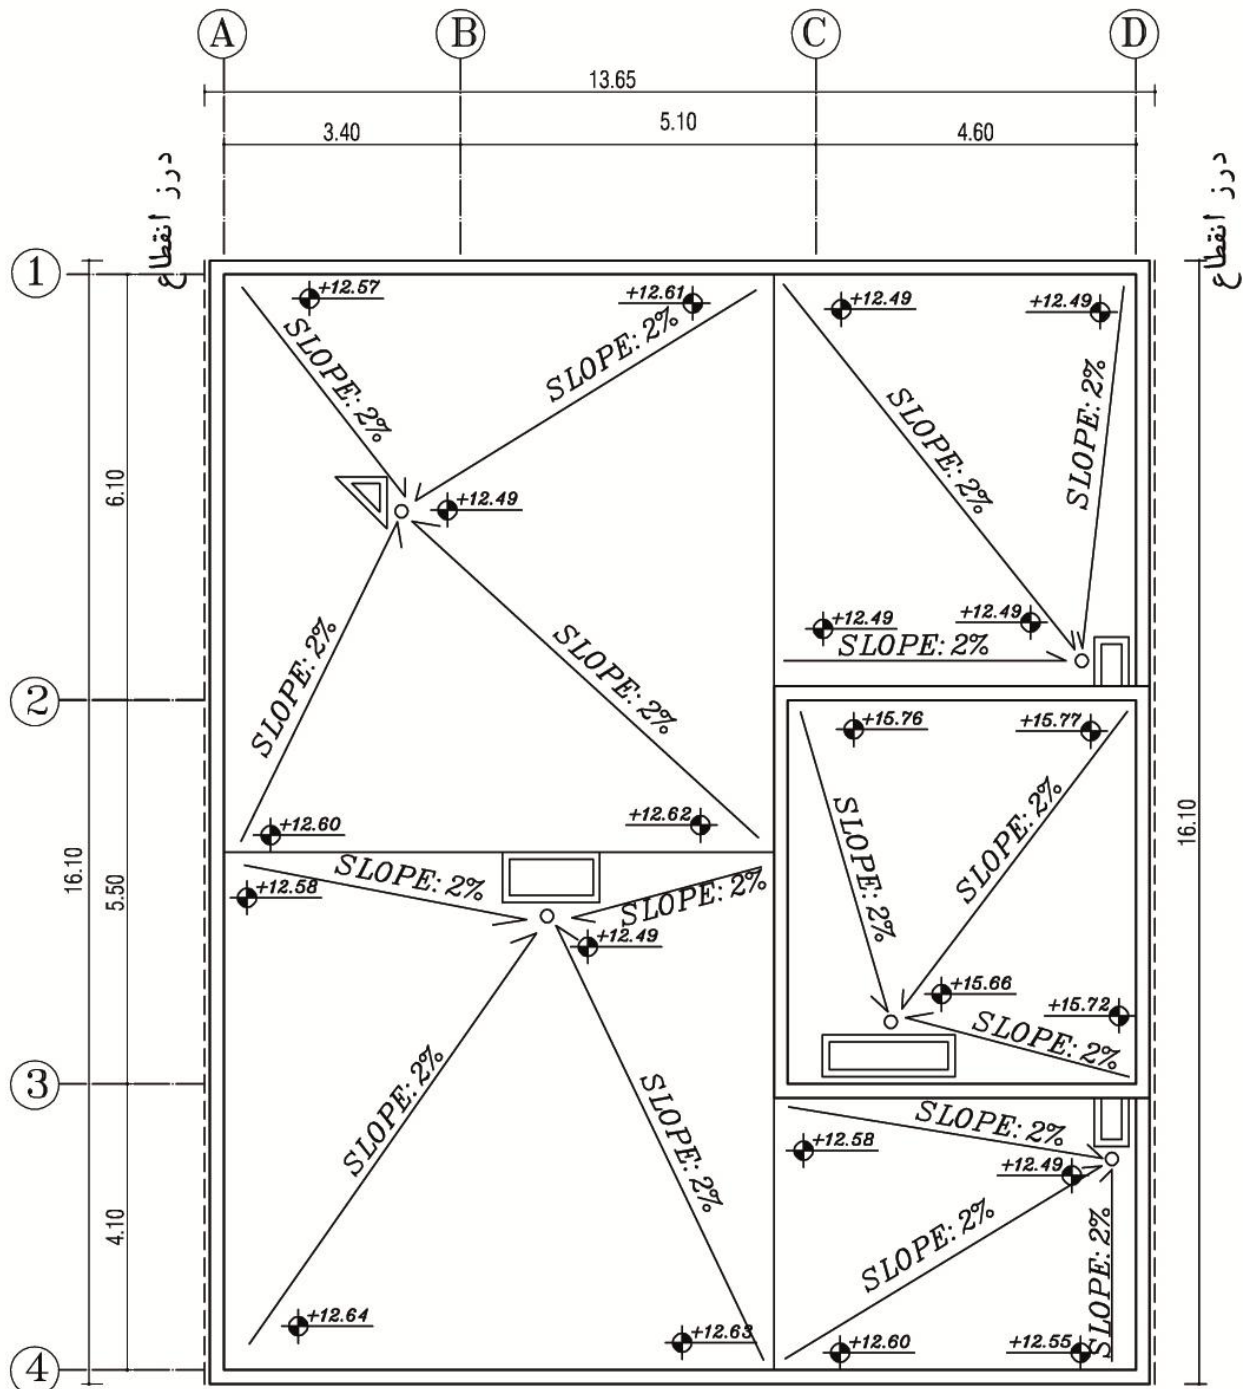 A B C D
13.65
3.40 5.10 4.60
درز انقطاع
درز انقطاع
1
+12.57 +12.61 +12.49 +12.49
SLOPE: 2%
SLOPE: 2%
SLOPE: 2%
SLOPE: 2%
6.10
+12.49
+12.49 +12.49
SLOPE: 2%
SLOPE: 2%
SLOPE: 2%
2
+15.76 +15.77
+12.60 +12.62
SLOPE: 2%
SLOPE: 2%
16.10
5.50
16.10
SLOPE: 2%
SLOPE: 2%
+12.58
+12.49
+15.66
+15.72
SLOPE: 2%
3
SLOPE: 2%
SLOPE: 2%
SLOPE: 2%
+12.58
+12.49
4.10
SLOPE: 2%
SLOPE: 2%
+12.64 +12.63 +12.60 +12.55
4